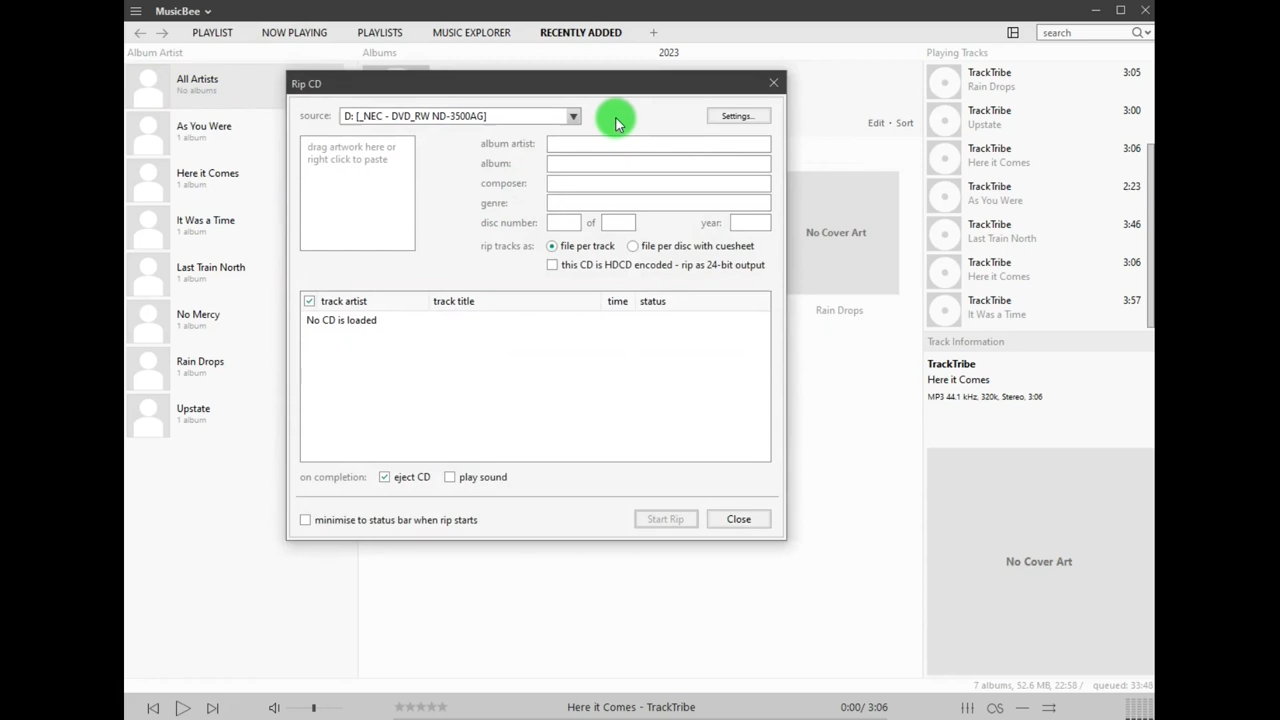 MusicBee
PLAYLIST
NOW PLAYING
PLAYLISTS
MUSIC EXPLORER
RECENTLY ADDED
+
search
Album Artist
Albums
2023
Playing Tracks
All Artists
No albums
As You Were
1 album
Here it Comes
1 album
It Was a Time
1 album
Last Train North
1 album
No Mercy
1 album
Rain Drops
1 album
Upstate
1 album
Rip CD
source:
D: [_NEC - DVD_RW ND-3500AG]
Settings...
drag artwork here or
right click to paste
album artist:
album:
composer:
genre:
disc number:
of
year:
rip tracks as:
file per track
file per disc with cuesheet
this CD is HDCD encoded - rip as 24-bit output
track artist
track title
time
status
No CD is loaded
on completion:
eject CD
play sound
minimise to status bar when rip starts
Start Rip
Close
Edit · Sort
No Cover Art
Rain Drops
TrackTribe 3:05
Rain Drops
TrackTribe 3:00
Upstate
TrackTribe 3:06
Here it Comes
TrackTribe 2:23
As You Were
TrackTribe 3:46
Last Train North
TrackTribe 3:06
Here it Comes
TrackTribe 3:57
It Was a Time
Track Information
TrackTribe
Here it Comes
MP3 44.1 kHz, 320k, Stereo, 3:06
No Cover Art
7 albums, 52.6 MB, 22:58 / queued: 33:48
Here it Comes - TrackTribe
0:00/ 3:06